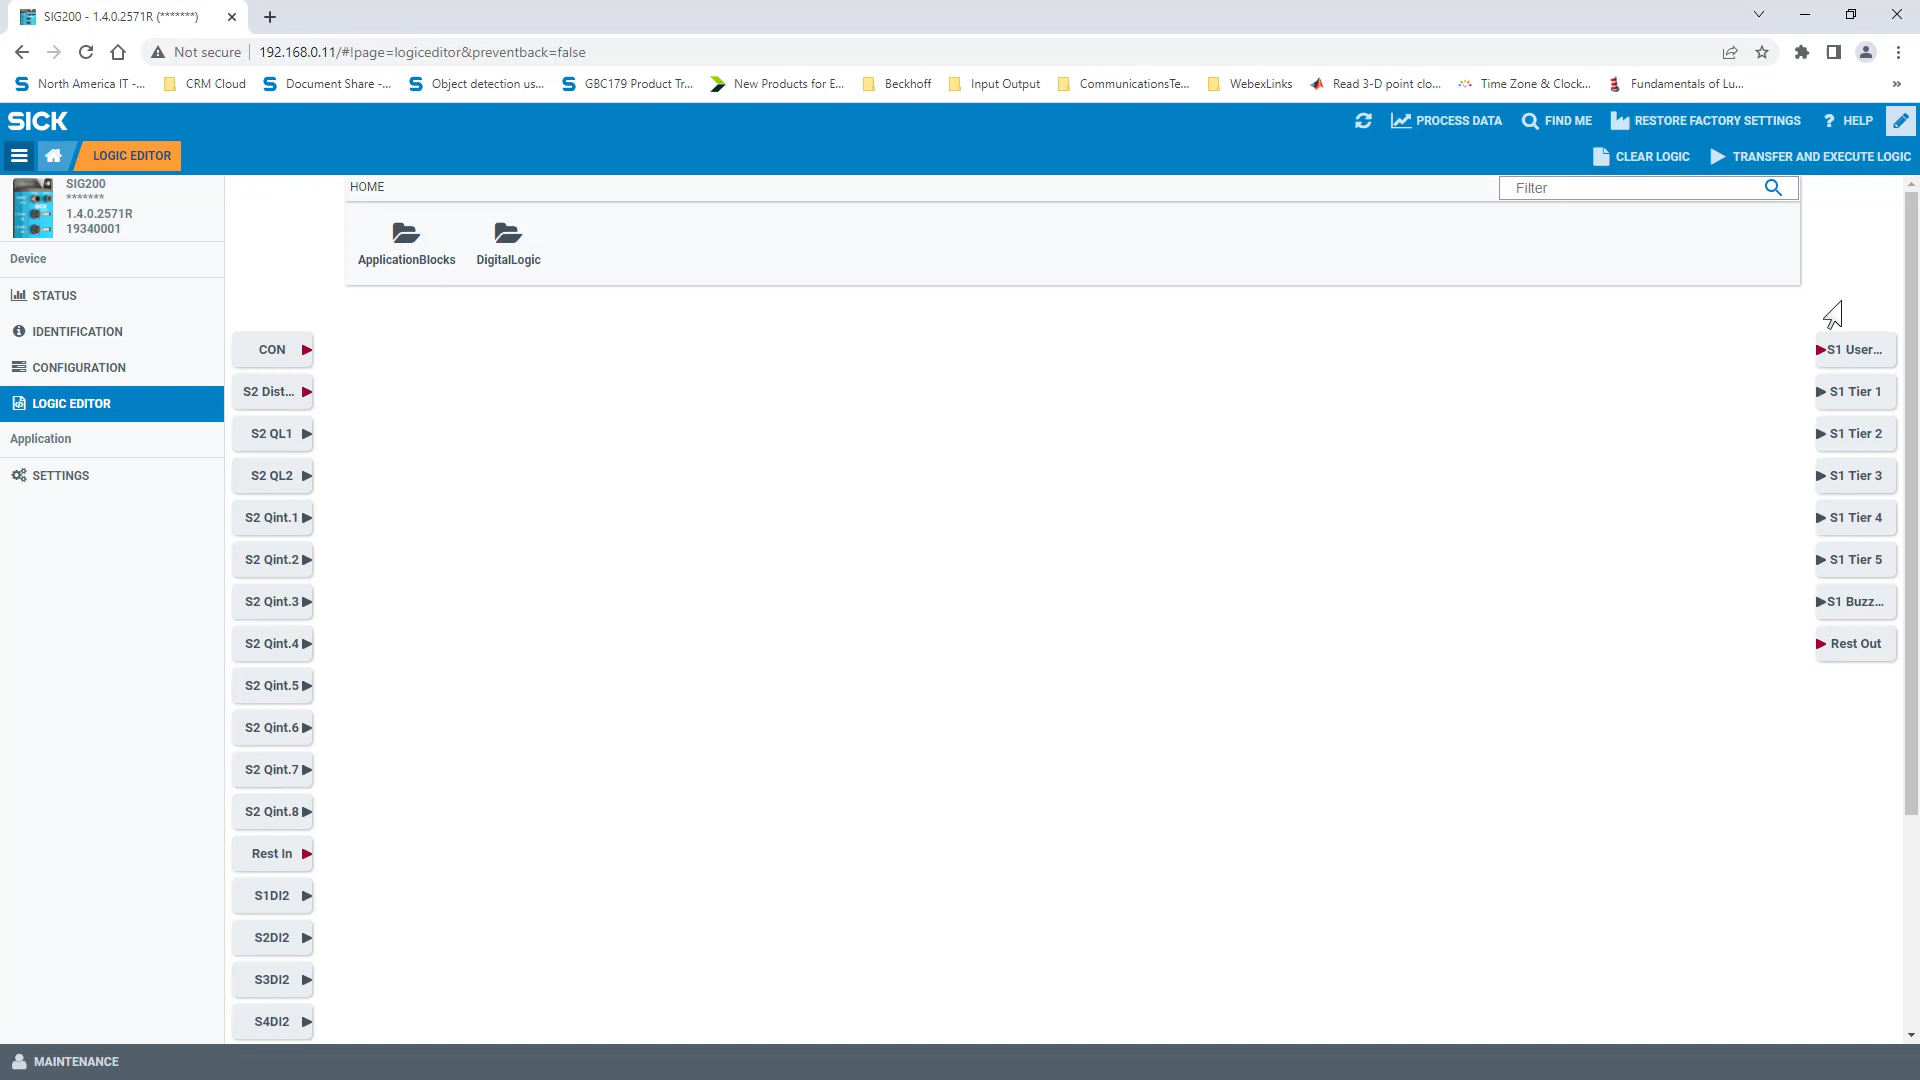 SIG200 - 1.4.0.2571R (*******)
Not secure 192.168.0.11/#!page=logiceditor&preventback=false
North America IT -... CRM Cloud Document Share -... Object detection us... GBC179 Product Tr... New Products for E... Beckhoff Input Output CommunicationsTe... WebexLinks Read 3-D point clo... Time Zone & Clock... Fundamentals of Lu... »
SICK PROCESS DATA FIND ME RESTORE FACTORY SETTINGS ? HELP
LOGIC EDITOR CLEAR LOGIC TRANSFER AND EXECUTE LOGIC
SIG200
*******
1.4.0.2571R
19340001
Device
STATUS
IDENTIFICATION
CONFIGURATION
LOGIC EDITOR
Application
SETTINGS
HOME Filter
ApplicationBlocks DigitalLogic
CON
S2 Dist...
S2 QL1
S2 QL2
S2 Qint.1
S2 Qint.2
S2 Qint.3
S2 Qint.4
S2 Qint.5
S2 Qint.6
S2 Qint.7
S2 Qint.8
Rest In
S1DI2
S2DI2
S3DI2
S4DI2
S1 User...
S1 Tier 1
S1 Tier 2
S1 Tier 3
S1 Tier 4
S1 Tier 5
S1 Buzz...
Rest Out
MAINTENANCE